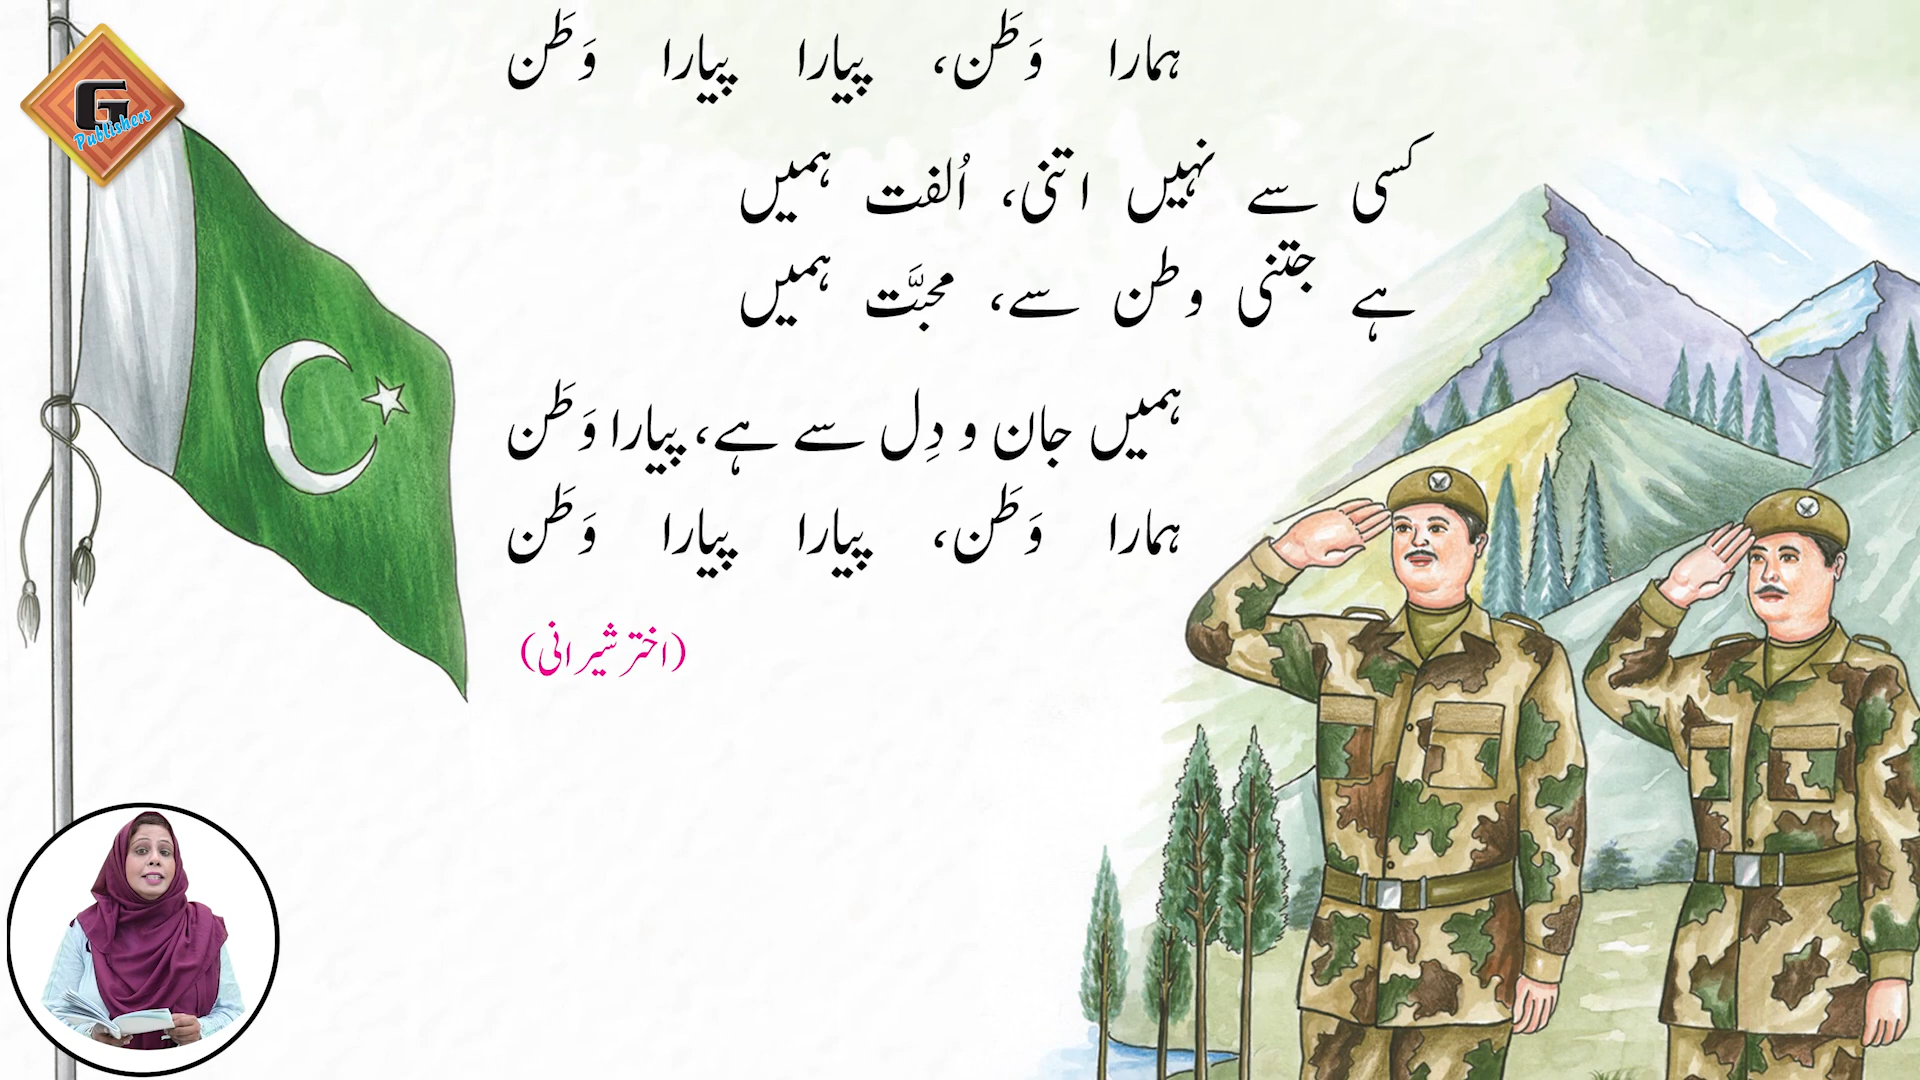 G
Publishers
ہمارا وَطَن، پیارا پیارا وَطَن
کسی سے نہیں اتنی، اُلفت ہمیں
ہے جتنی وطن سے، محبَّت ہمیں
ہمیں جان و دِل سے ہے، پیارا وَطَن
ہمارا وَطَن، پیارا پیارا وَطَن
(اختر شیرانی)